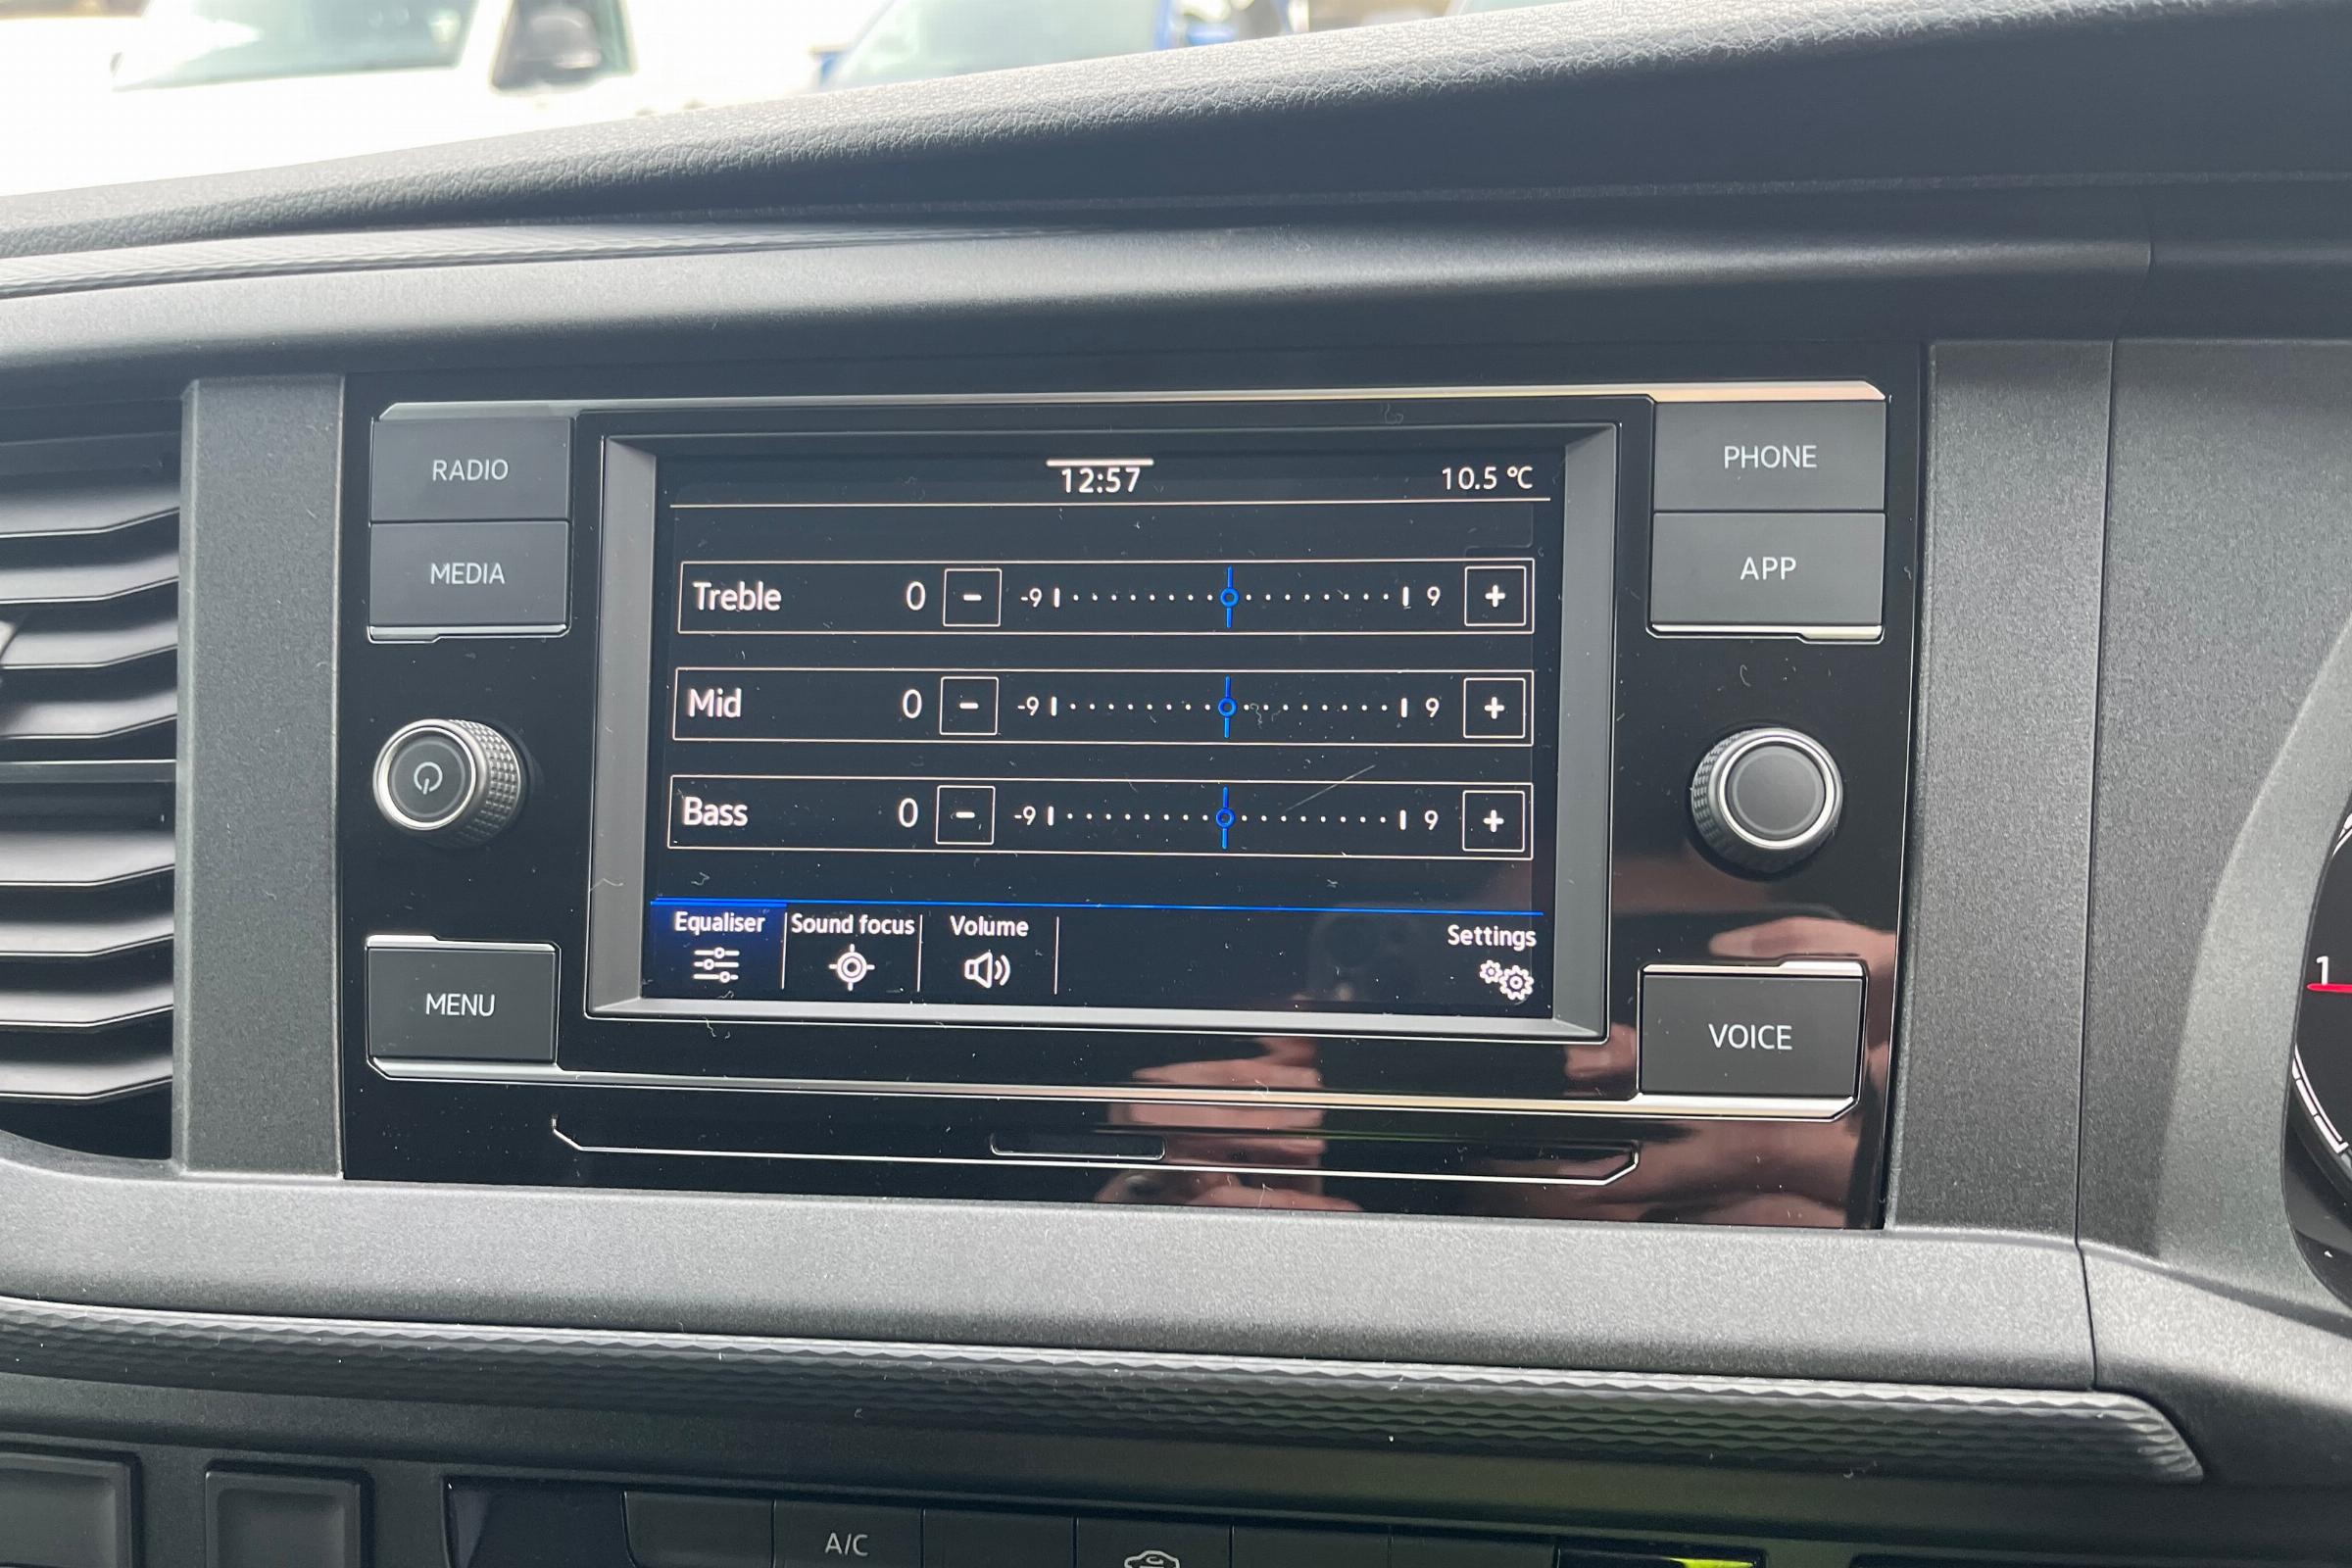 RADIO
MEDIA
MENU
12:57
10.5 °C
Treble 0 - -9 9 +
Mid 0 - -9 9 +
Bass 0 - -9 9 +
Equaliser
Sound focus
Volume
Settings
PHONE
APP
VOICE
1
A/C